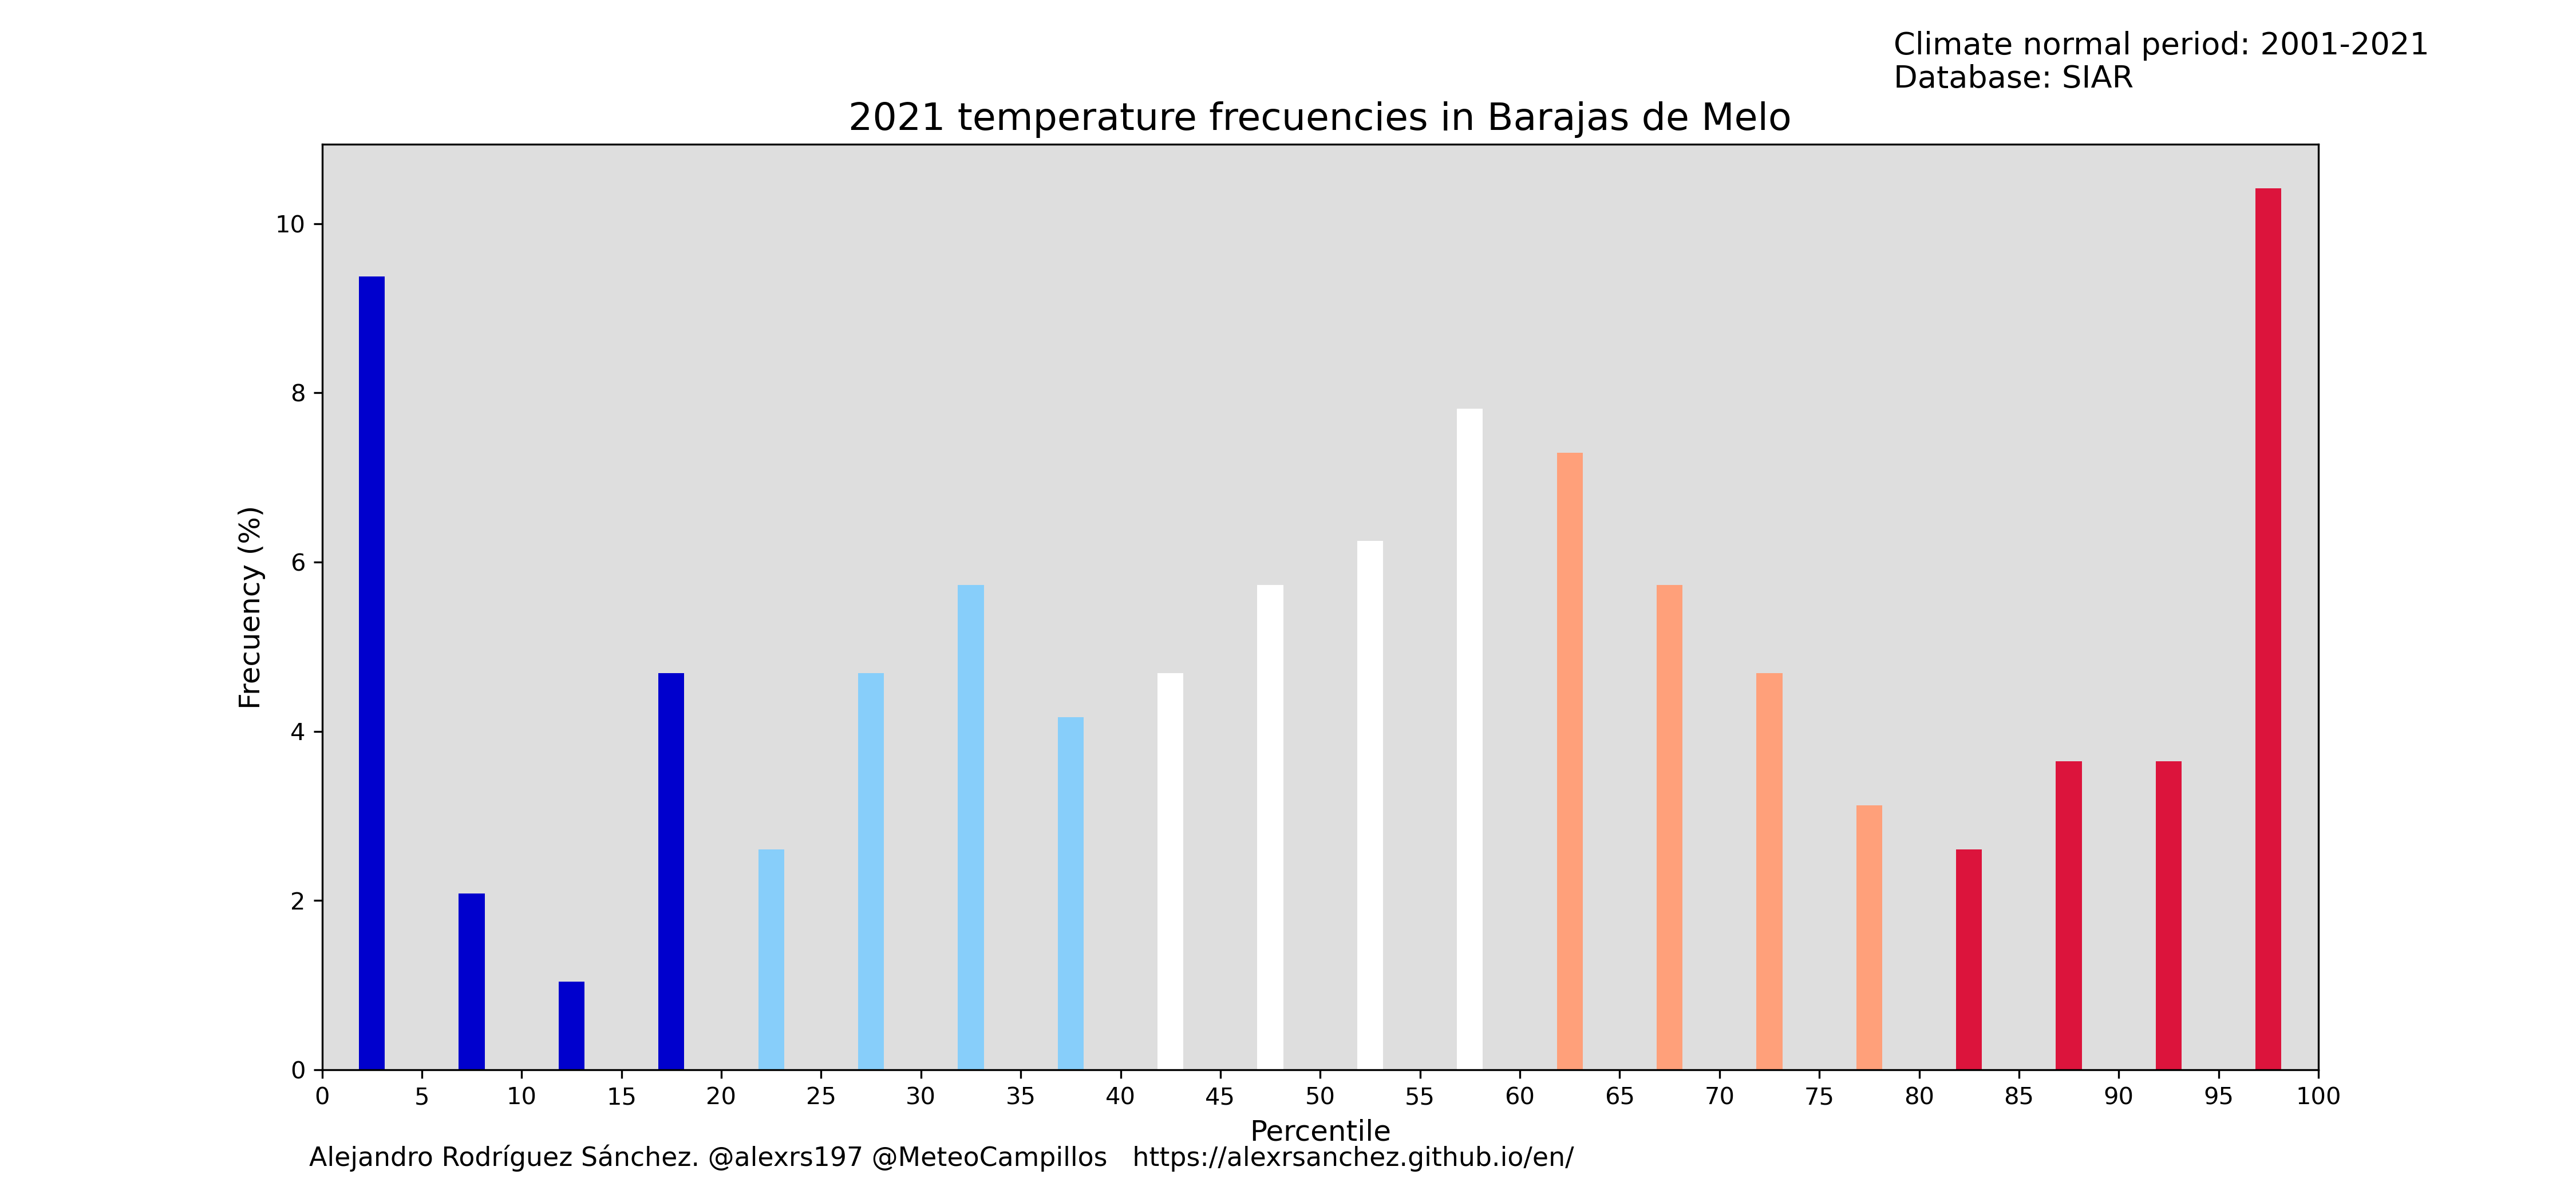 Climate normal period: 2001-2021
Database: SIAR
2021 temperature frecuencies in Barajas de Melo
Frecuency (%)
10
8
6
4
2
0
0 5 10 15 20 25 30 35 40 45 50 55 60 65 70 75 80 85 90 95 100
Percentile
Alejandro Rodríguez Sánchez. @alexrs197 @MeteoCampillos https://alexrsanchez.github.io/en/